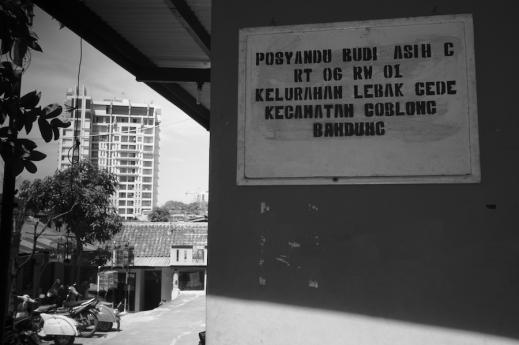 POSYANDU BUDI ASIH C
RT 06 RW 01
KELURAHAN LEBAK GEDE
KECAMATAN COBLONG
BANDUNG